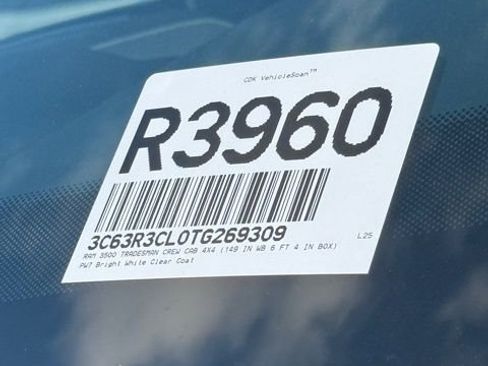 CDK VehicleScan™
R3960
3C63R3CL0TG269309
L25
RAM 3500 TRADESMAN CREW CAB 4X4 (149 IN WB 6 FT 4 IN BOX)
PW7 Bright White Clear Coat